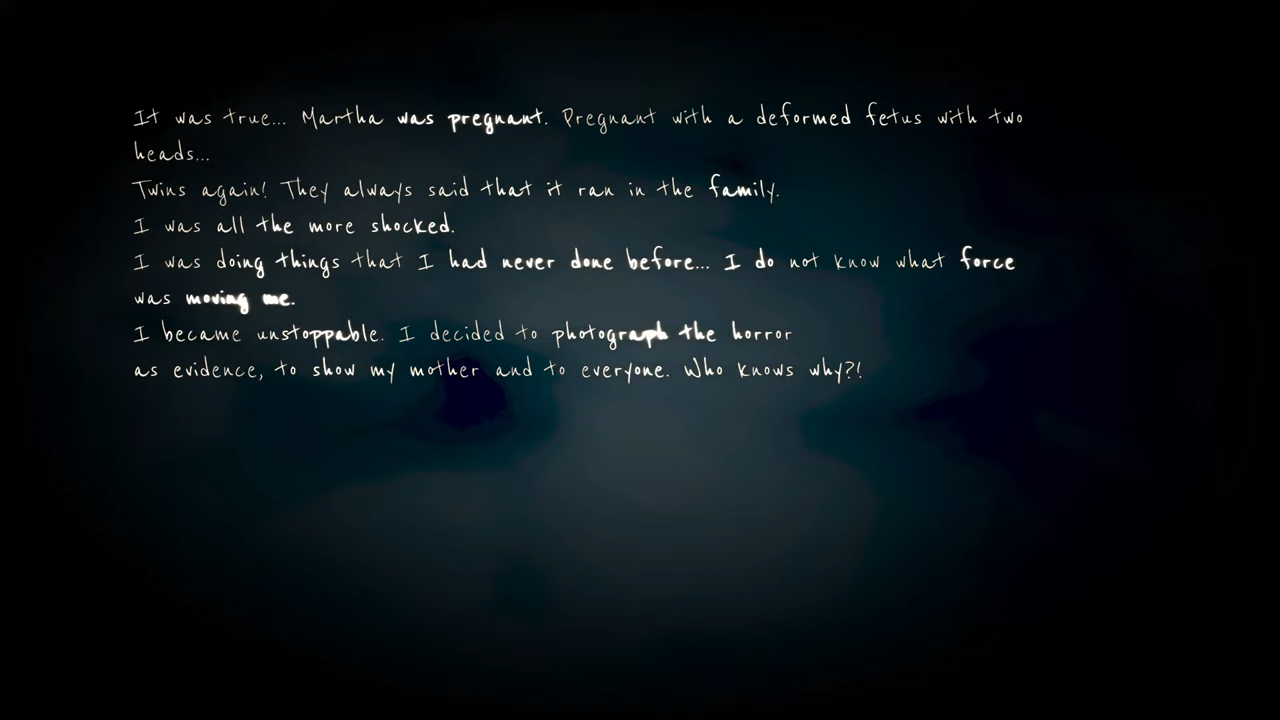 It was true... Martha was pregnant. Pregnant with a deformed fetus with two
heads...
Twins again! They always said that it ran in the family.
I was all the more shocked.
I was doing things that I had never done before... I do not know what force
was moving me.
I became unstoppable. I decided to photograph the horror
as evidence, to show my mother and to everyone. Who knows why?!